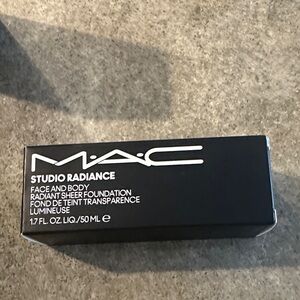 M·A·C
STUDIO RADIANCE
FACE AND BODY
RADIANT SHEER FOUNDATION
FOND DE TEINT TRANSPARENCE
LUMINEUSE
1.7 FL. OZ. LIQ./50 ML ℮